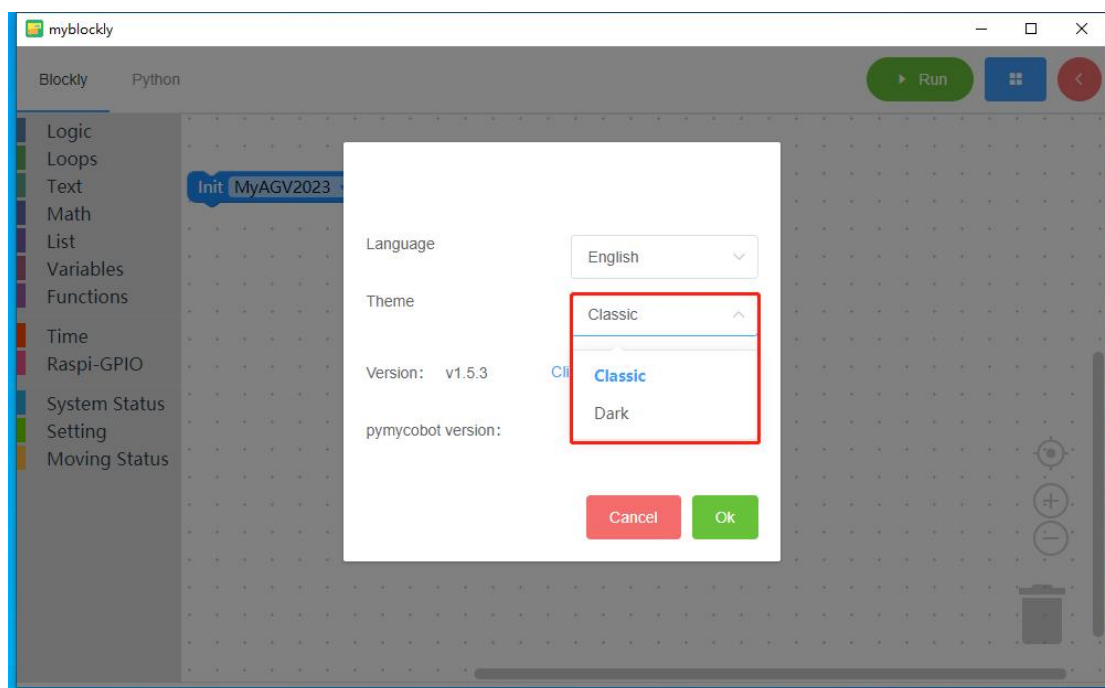 myblockly
Blockly Python
Run
Logic
Loops
Text
Math
List
Variables
Functions
Time
Raspi-GPIO
System Status
Setting
Moving Status
Init MyAGV2023
Language English
Theme Classic
Classic
Dark
Version: v1.5.3 Cli
pymycobot version:
Cancel Ok